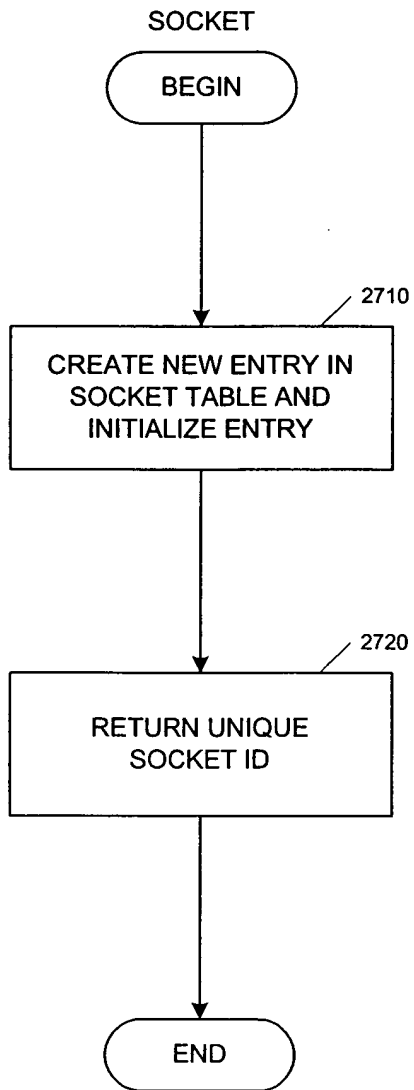 SOCKET
BEGIN
2710
CREATE NEW ENTRY IN
SOCKET TABLE AND
INITIALIZE ENTRY
2720
RETURN UNIQUE
SOCKET ID
END